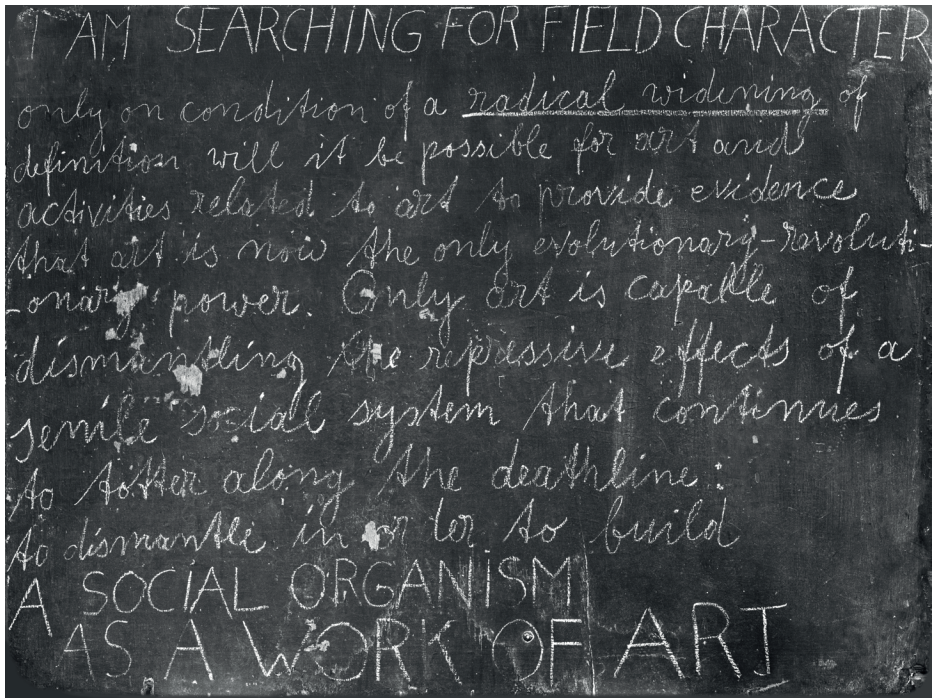 I AM SEARCHING FOR FIELD CHARACTER
only on condition of a radical widening of
definition will it be possible for art and
activities related to art to provide evidence
that art is now the only evolutionary-revoluti-
-onary power. Only art is capable of
dismantling the repressive effects of a
senile social system that continues
to totter along the deathline:
to dismantle in order to build
A SOCIAL ORGANISM
AS A WORK OF ART